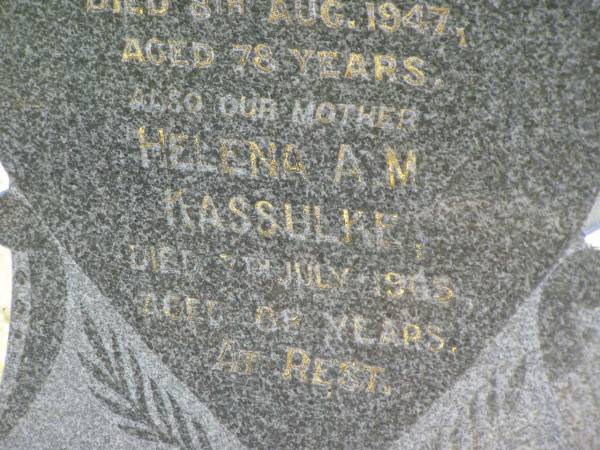 DIED 8TH AUG. 1947,
AGED 78 YEARS.
ALSO OUR MOTHER
HELENA A M
KASSULKE,
DIED JULY 1965,
AGED YEARS.
AT REST.